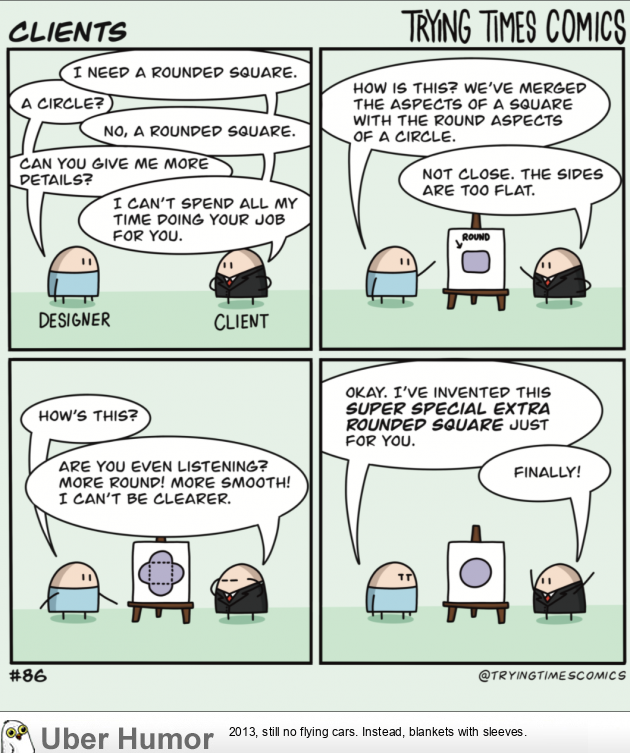 CLIENTS
TRYING TIMES COMICS
I NEED A ROUNDED SQUARE.
A CIRCLE?
NO, A ROUNDED SQUARE.
CAN YOU GIVE ME MORE
DETAILS?
I CAN'T SPEND ALL MY
TIME DOING YOUR JOB
FOR YOU.
DESIGNER
CLIENT
HOW IS THIS? WE'VE MERGED
THE ASPECTS OF A SQUARE
WITH THE ROUND ASPECTS
OF A CIRCLE.
NOT CLOSE. THE SIDES
ARE TOO FLAT.
ROUND
HOW'S THIS?
ARE YOU EVEN LISTENING?
MORE ROUND! MORE SMOOTH!
I CAN'T BE CLEARER.
OKAY. I'VE INVENTED THIS
SUPER SPECIAL EXTRA
ROUNDED SQUARE JUST
FOR YOU.
FINALLY!
#86
@TRYINGTIMESCOMICS
Uber Humor
2013, still no flying cars. Instead, blankets with sleeves.